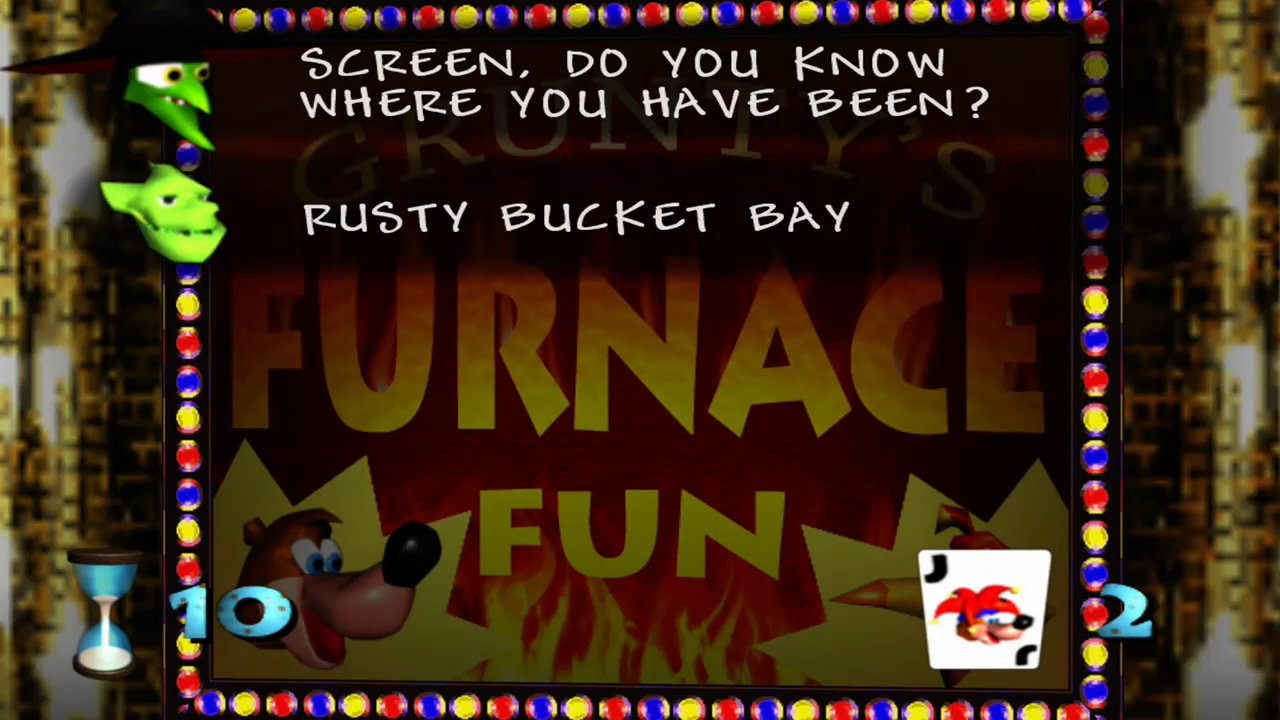 SCREEN, DO YOU KNOW
WHERE YOU HAVE BEEN?
GRUNTY'S
RUSTY BUCKET BAY
FURNACE
FUN
J
J
10
2